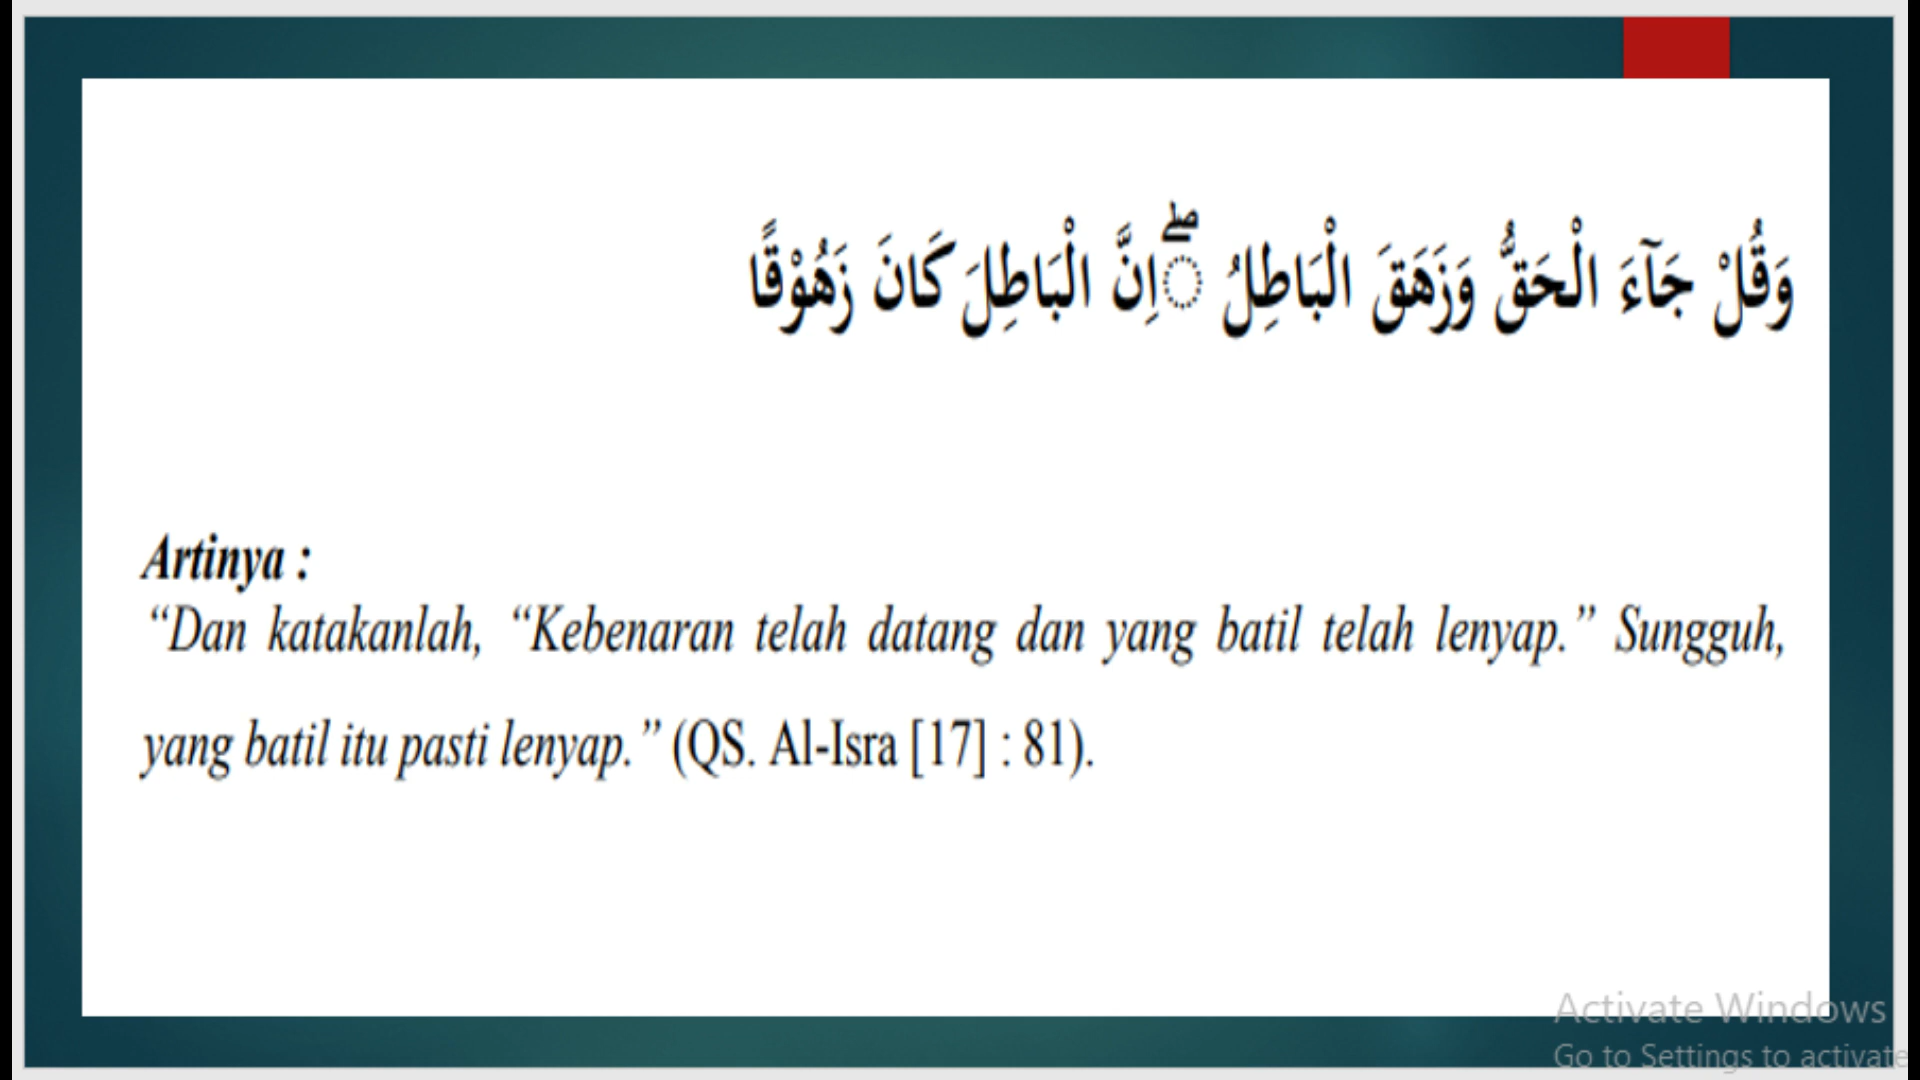 وَقُلْ جَآءَ الْحَقُّ وَزَهَقَ الْبَاطِلُ ۖاِنَّ الْبَاطِلَ كَانَ زَهُوْقًا
Artinya :
“Dan katakanlah, “Kebenaran telah datang dan yang batil telah lenyap.” Sungguh,
yang batil itu pasti lenyap.” (QS. Al-Isra [17] : 81).
Activate Windows
Go to Settings to activate